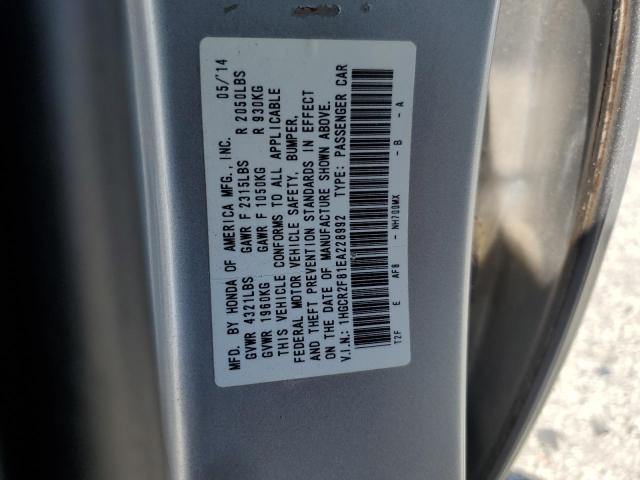 MFD. BY HONDA OF AMERICA MFG., INC. 05/'14
GVWR 4321LBS GAWR F 2315LBS R 2050LBS
GVWR 1960KG GAWR F 1050KG R 930KG
THIS VEHICLE CONFORMS TO ALL APPLICABLE
FEDERAL MOTOR VEHICLE SAFETY, BUMPER,
AND THEFT PREVENTION STANDARDS IN EFFECT
ON THE DATE OF MANUFACTURE SHOWN ABOVE.
V.I.N.: 1HGCR2F81EA228992 TYPE: PASSENGER CAR
T2F E AF8 - NH700MX - B - A